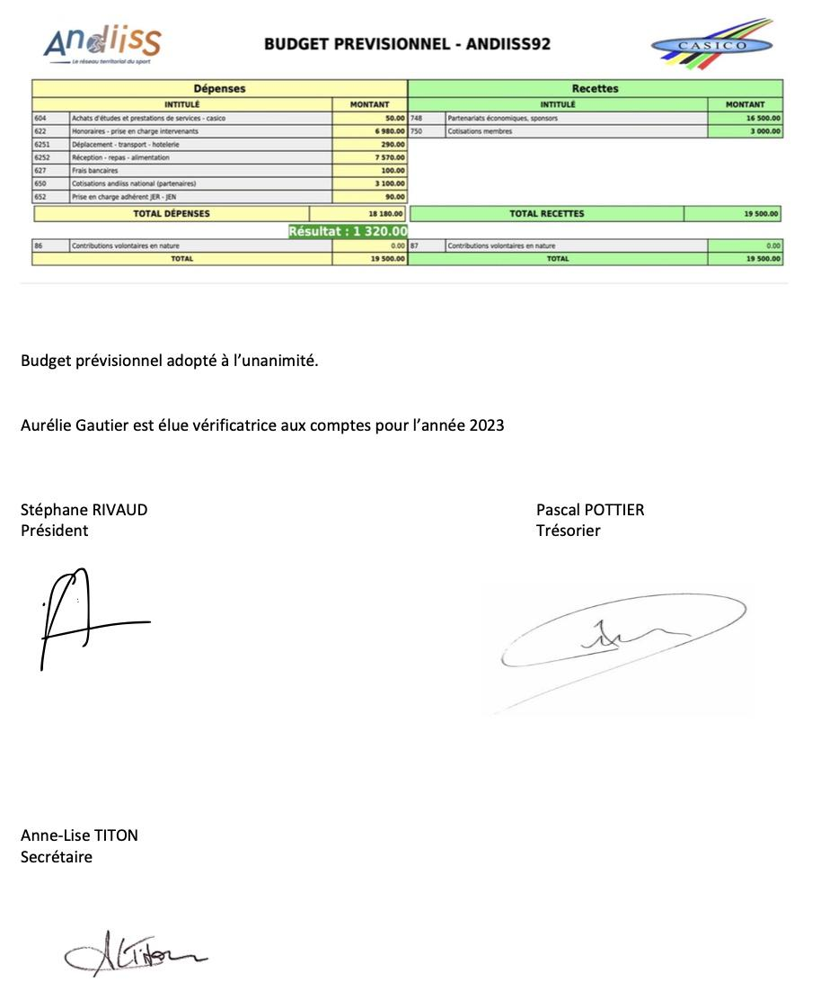 Andiiss
Le réseau territorial du sport
BUDGET PREVISIONNEL - ANDIISS92
CASICO
Dépenses Recettes
INTITULÉ MONTANT INTITULÉ MONTANT
604 Achats d'études et prestations de services - casico 50.00 748 Partenariats économiques, sponsors 16 500.00
622 Honoraires - prise en charge intervenants 6 980.00 750 Cotisations membres 3 000.00
6251 Déplacement - transport - hotelerie 290.00
6252 Réception - repas - alimentation 7 570.00
627 Frais bancaires 100.00
650 Cotisations andiiss national (partenaires) 3 100.00
652 Prise en charge adhérent JER - JEN 90.00
TOTAL DÉPENSES 18 180.00 TOTAL RECETTES 19 500.00
Résultat : 1 320.00
86 Contributions volontaires en nature 0.00 87 Contributions volontaires en nature 0.00
TOTAL 19 500.00 TOTAL 19 500.00
Budget prévisionnel adopté à l'unanimité.
Aurélie Gautier est élue vérificatrice aux comptes pour l'année 2023
Stéphane RIVAUD Pascal POTTIER
Président Trésorier
Anne-Lise TITON
Secrétaire
ALTiton